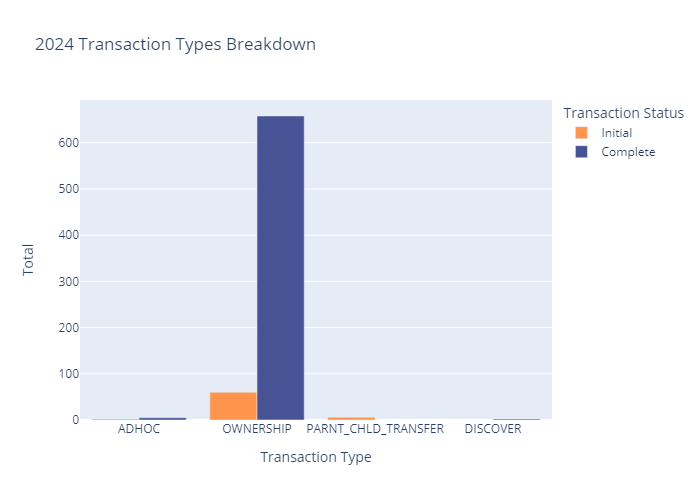 2024 Transaction Types Breakdown
Transaction Status
Initial
Complete
600
500
400
300
200
100
0
Total
ADHOC OWNERSHIP PARNT_CHLD_TRANSFER DISCOVER
Transaction Type